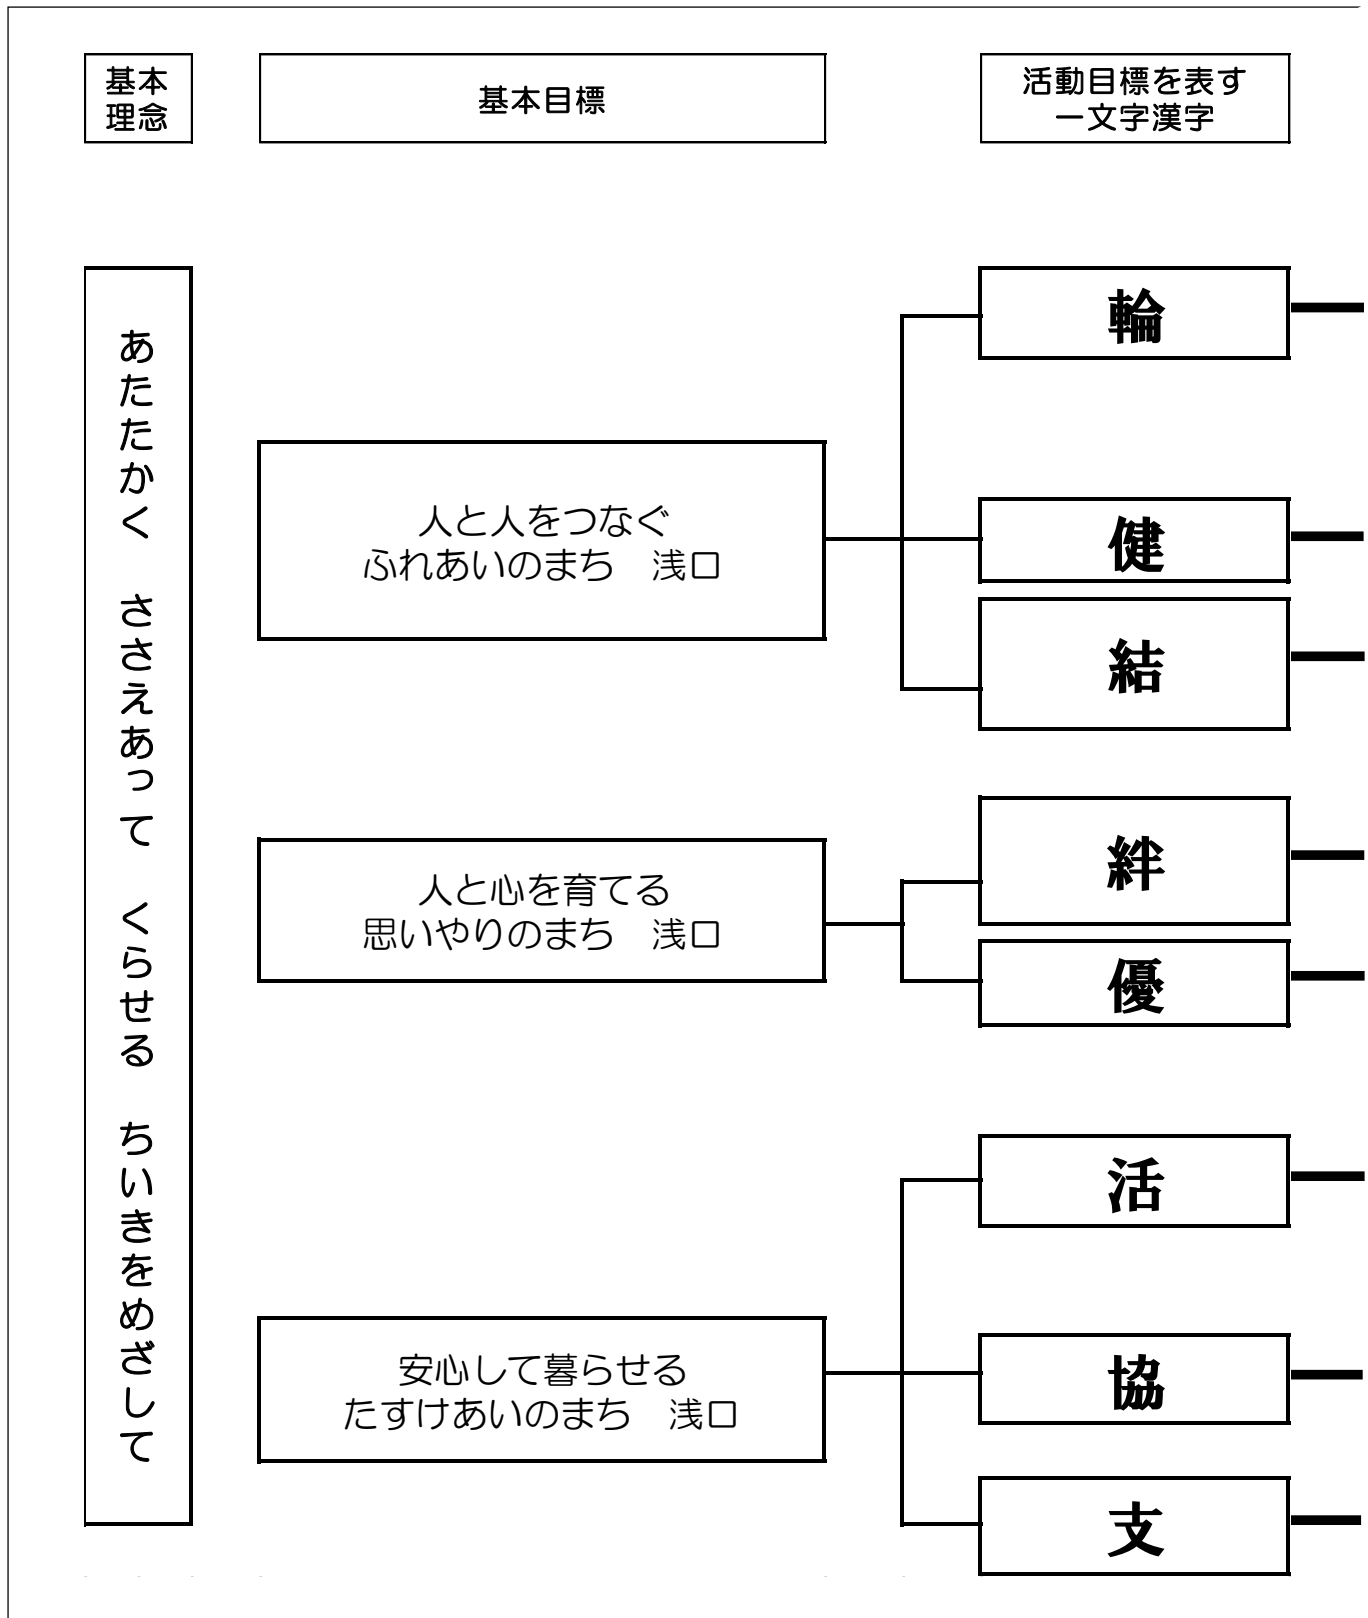 基本
理念
基本目標
活動目標を表す
一文字漢字
あたたかく　ささえあって　くらせる　ちいきをめざして
人と人をつなぐ
ふれあいのまち　浅口
輪
健
結
人と心を育てる
思いやりのまち　浅口
絆
優
安心して暮らせる
たすけあいのまち　浅口
活
協
支